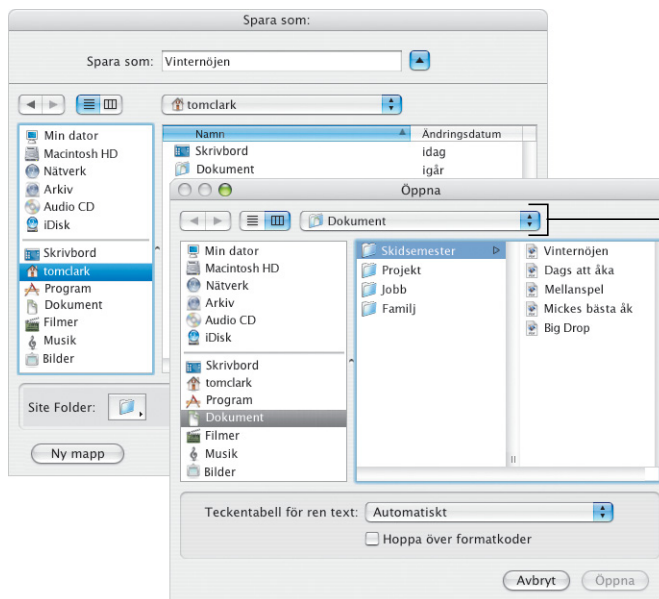 Spara som:
Spara som: Vinternöjen
tomclark
Min dator
Macintosh HD
Nätverk
Arkiv
Audio CD
iDisk
Skrivbord
tomclark
Program
Dokument
Filmer
Musik
Bilder
Namn Ändringsdatum
Skrivbord idag
Dokument igår
Site Folder:
Ny mapp
Öppna
Dokument
Min dator
Macintosh HD
Nätverk
Arkiv
Audio CD
iDisk
Skrivbord
tomclark
Program
Dokument
Filmer
Musik
Bilder
Skidsemester
Projekt
Jobb
Familj
Vinternöjen
Dags att åka
Mellanspel
Mickes bästa åk
Big Drop
Teckentabell för ren text: Automatiskt
Hoppa över formatkoder
Avbryt Öppna